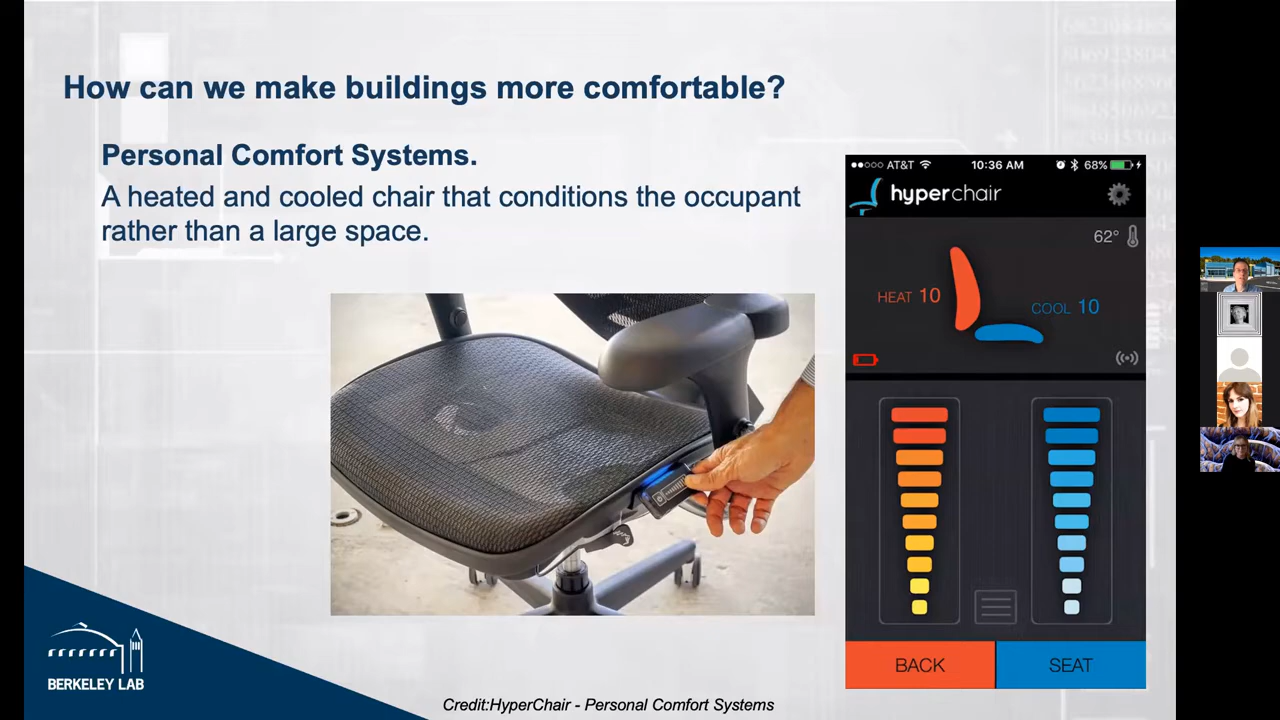 How can we make buildings more comfortable?
Personal Comfort Systems.
A heated and cooled chair that conditions the occupant
rather than a large space.
AT&T 10:36 AM 68%
hyperchair
62°
HEAT 10
COOL 10
BACK SEAT
BERKELEY LAB
Credit:HyperChair - Personal Comfort Systems